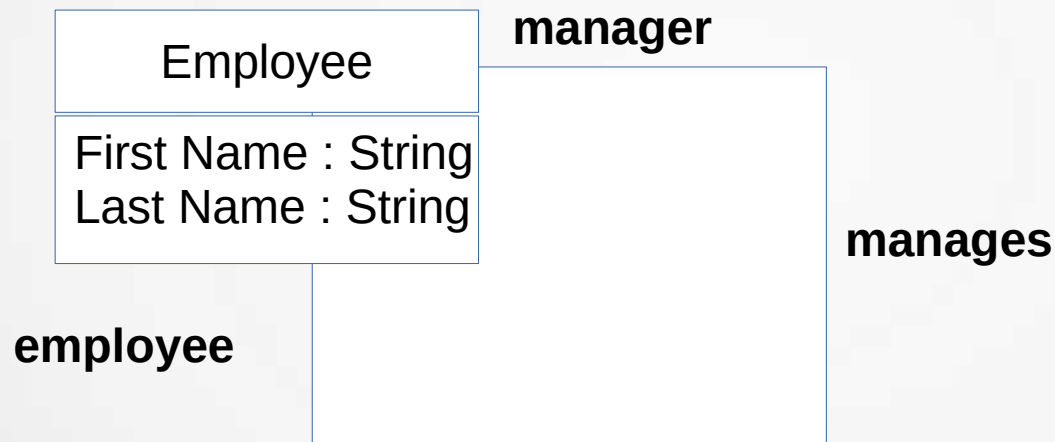 manager
Employee
First Name : String
Last Name : String
manages
employee